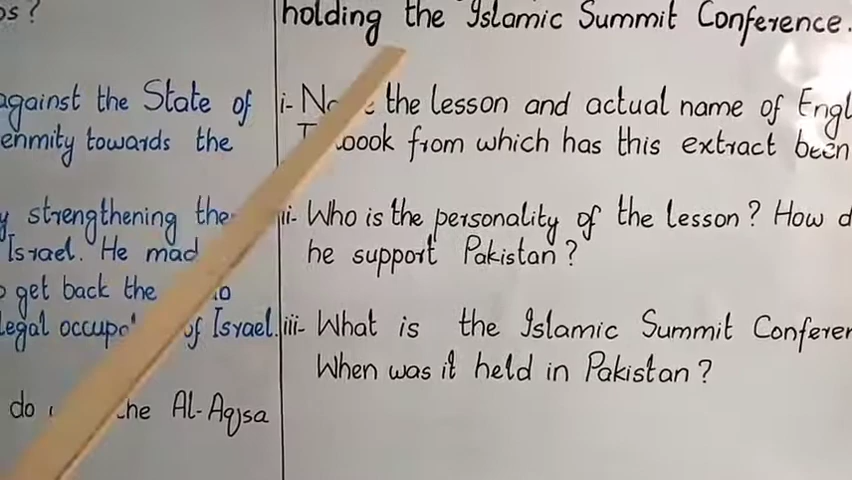 os?
against the State of
enmity towards the
y strengthening the
Israel. He mad
o get back the
legal occupa of Israel.
do the Al-Aqsa
holding the Islamic Summit Conference.
i- the lesson and actual name of Engl
book from which has this extract been
ii- Who is the personality of the lesson? How d
he support Pakistan?
iii- What is the Islamic Summit Conferen
When was it held in Pakistan?